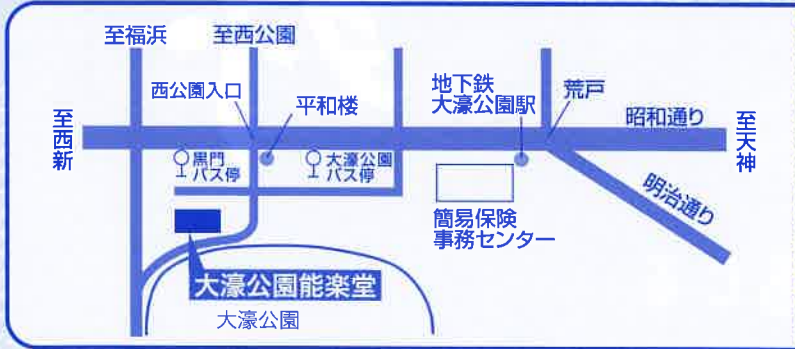 至福浜
至西公園
西公園入口
平和楼
地下鉄
大濠公園駅
荒戸
昭和通り
至西新
至天神
黒門
バス停
大濠公園
バス停
明治通り
簡易保険
事務センター
大濠公園能楽堂
大濠公園